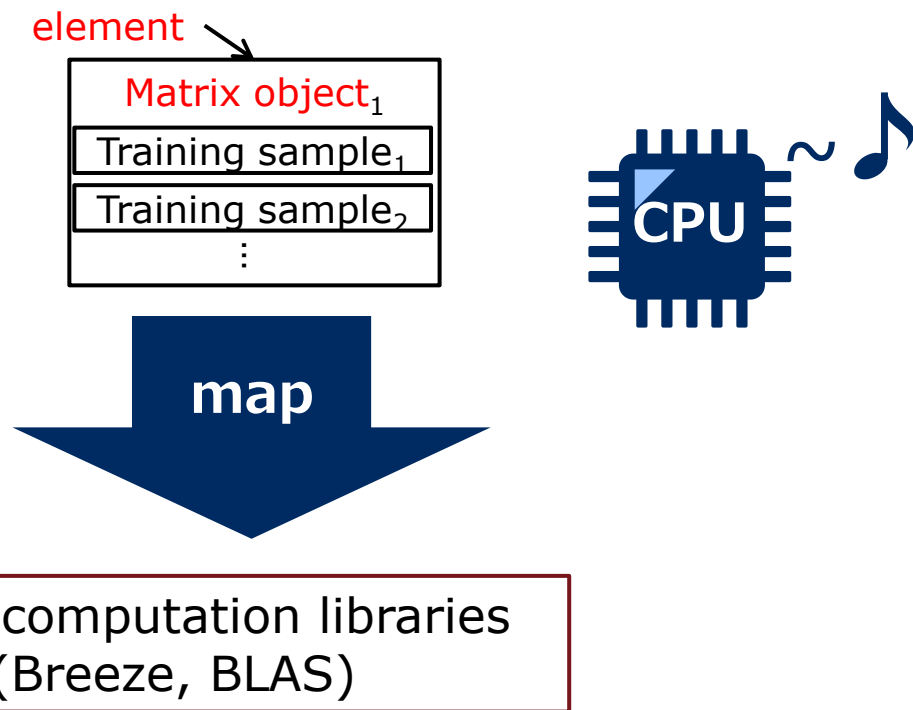 element
Matrix object₁
Training sample₁
Training sample₂
⋮
CPU
~♪
map
computation libraries
(Breeze, BLAS)